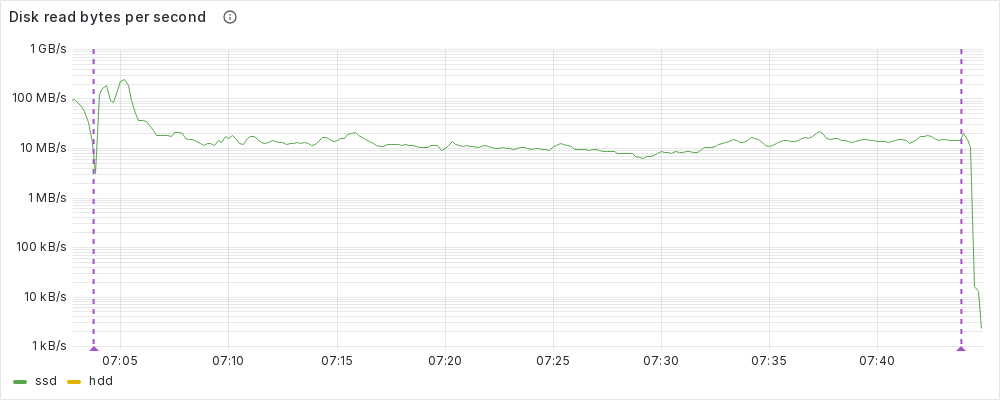 Disk read bytes per second
1 GB/s
100 MB/s
10 MB/s
1 MB/s
100 kB/s
10 kB/s
1 kB/s
07:05 07:10 07:15 07:20 07:25 07:30 07:35 07:40
ssd hdd